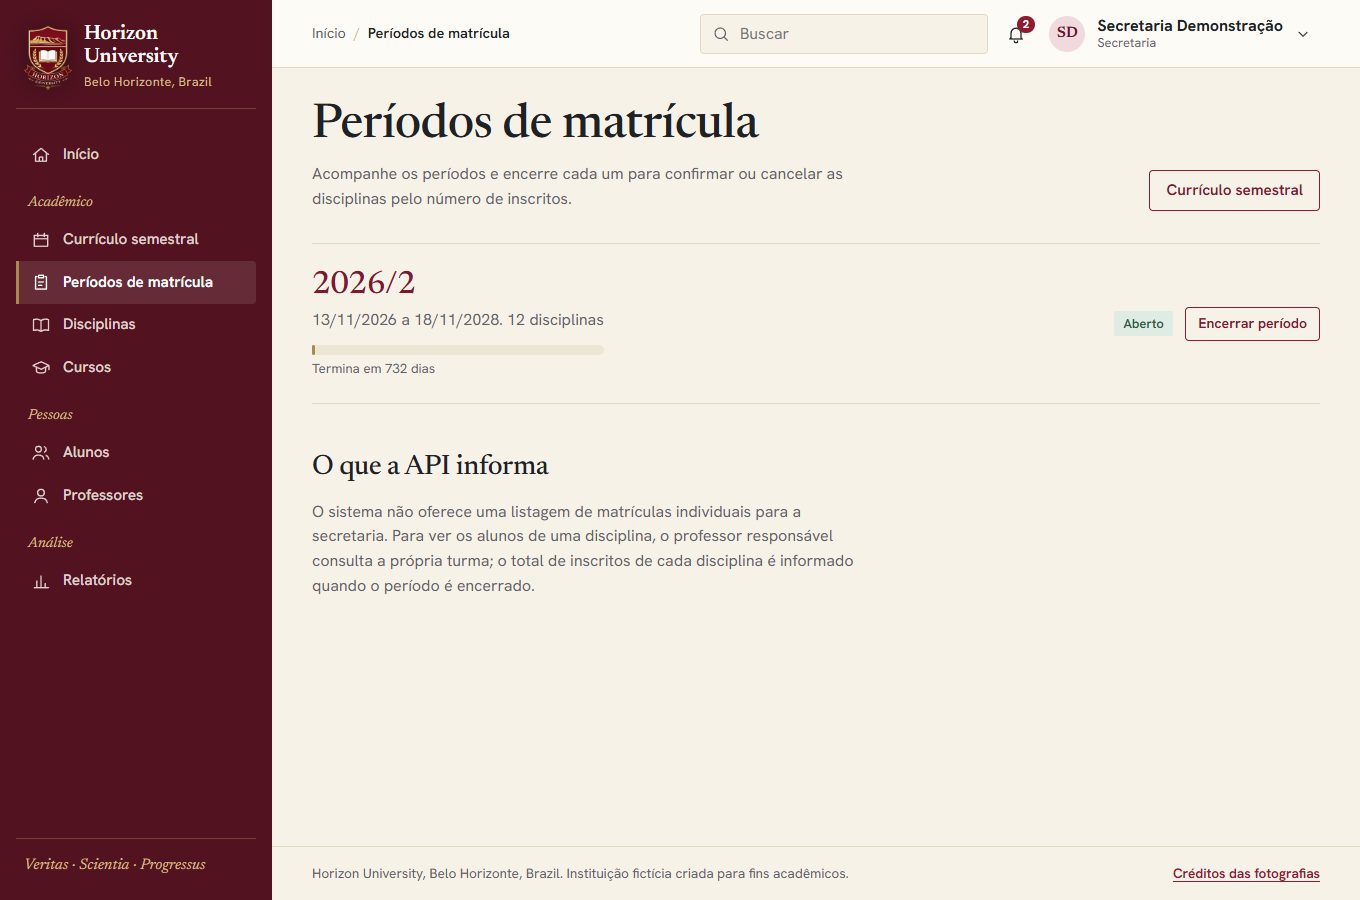 Horizon
University
Belo Horizonte, Brazil
Início
Acadêmico
Currículo semestral
Períodos de matrícula
Disciplinas
Cursos
Pessoas
Alunos
Professores
Análise
Relatórios
Veritas · Scientia · Progressus
Início / Períodos de matrícula
Buscar
2
SD
Secretaria Demonstração
Secretaria
Períodos de matrícula
Acompanhe os períodos e encerre cada um para confirmar ou cancelar as
disciplinas pelo número de inscritos.
Currículo semestral
2026/2
13/11/2026 a 18/11/2028. 12 disciplinas
Termina em 732 dias
Aberto
Encerrar período
O que a API informa
O sistema não oferece uma listagem de matrículas individuais para a
secretaria. Para ver os alunos de uma disciplina, o professor responsável
consulta a própria turma; o total de inscritos de cada disciplina é informado
quando o período é encerrado.
Horizon University, Belo Horizonte, Brazil. Instituição fictícia criada para fins acadêmicos.
Créditos das fotografias